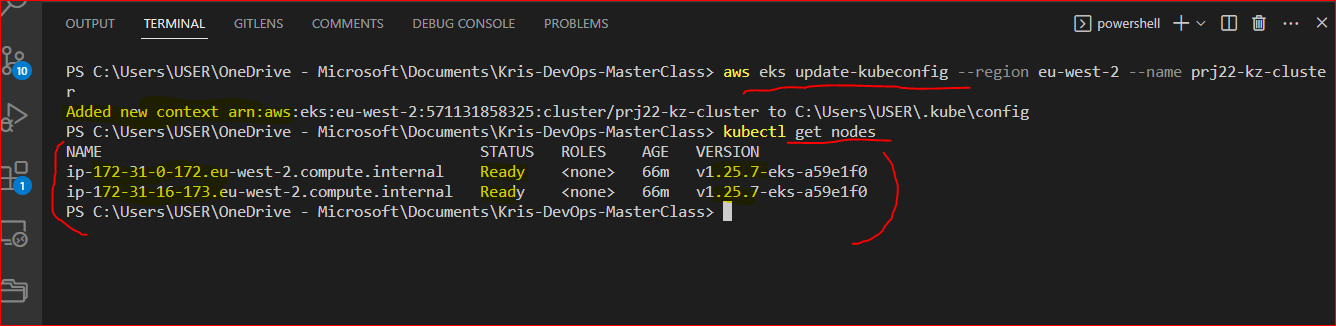 OUTPUT TERMINAL GITLENS COMMENTS DEBUG CONSOLE PROBLEMS powershell
10
1
PS C:\Users\USER\OneDrive - Microsoft\Documents\Kris-DevOps-MasterClass> aws eks update-kubeconfig --region eu-west-2 --name prj22-kz-cluste
r
Added new context arn:aws:eks:eu-west-2:571131858325:cluster/prj22-kz-cluster to C:\Users\USER\.kube\config
PS C:\Users\USER\OneDrive - Microsoft\Documents\Kris-DevOps-MasterClass> kubectl get nodes
NAME STATUS ROLES AGE VERSION
ip-172-31-0-172.eu-west-2.compute.internal Ready <none> 66m v1.25.7-eks-a59e1f0
ip-172-31-16-173.eu-west-2.compute.internal Ready <none> 66m v1.25.7-eks-a59e1f0
PS C:\Users\USER\OneDrive - Microsoft\Documents\Kris-DevOps-MasterClass>